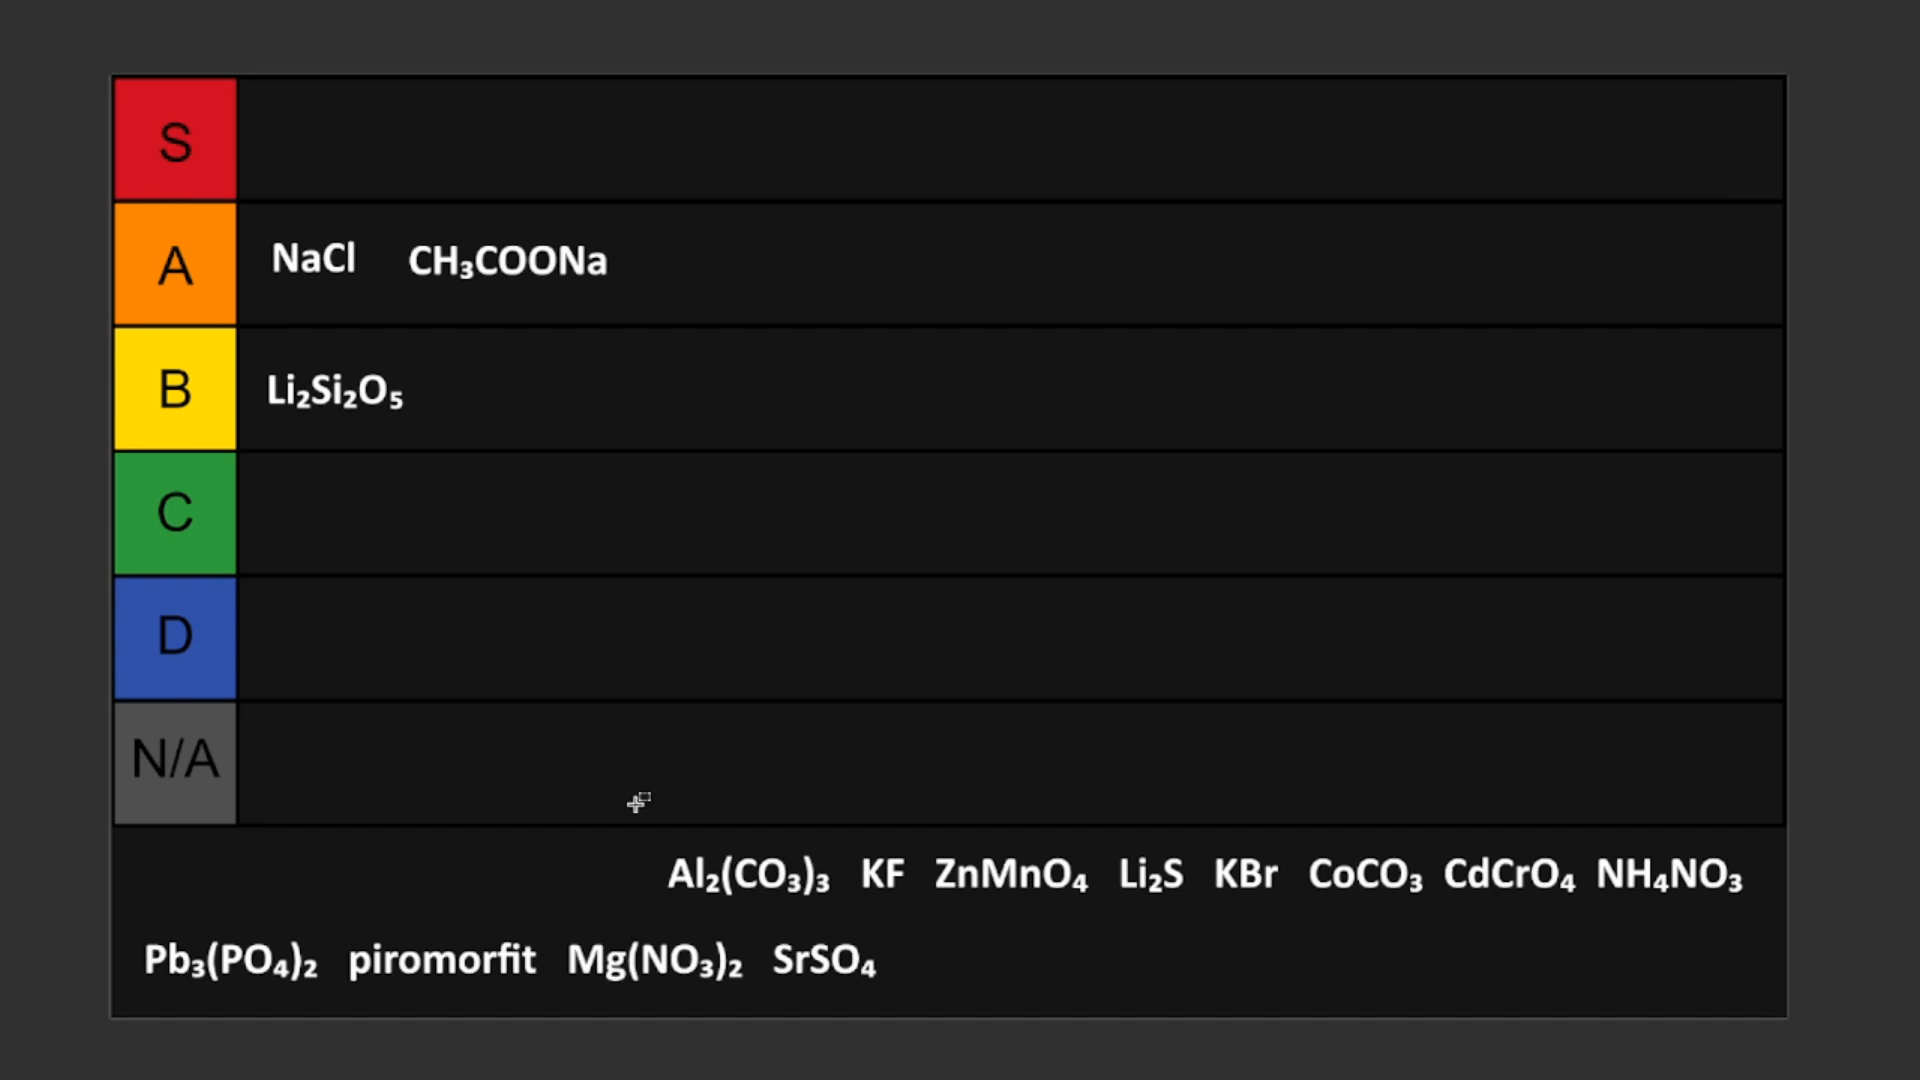 S
A NaCl CH₃COONa
B Li₂Si₂O₅
C
D
N/A
Al₂(CO₃)₃ KF ZnMnO₄ Li₂S KBr CoCO₃ CdCrO₄ NH₄NO₃
Pb₃(PO₄)₂ piromorfit Mg(NO₃)₂ SrSO₄